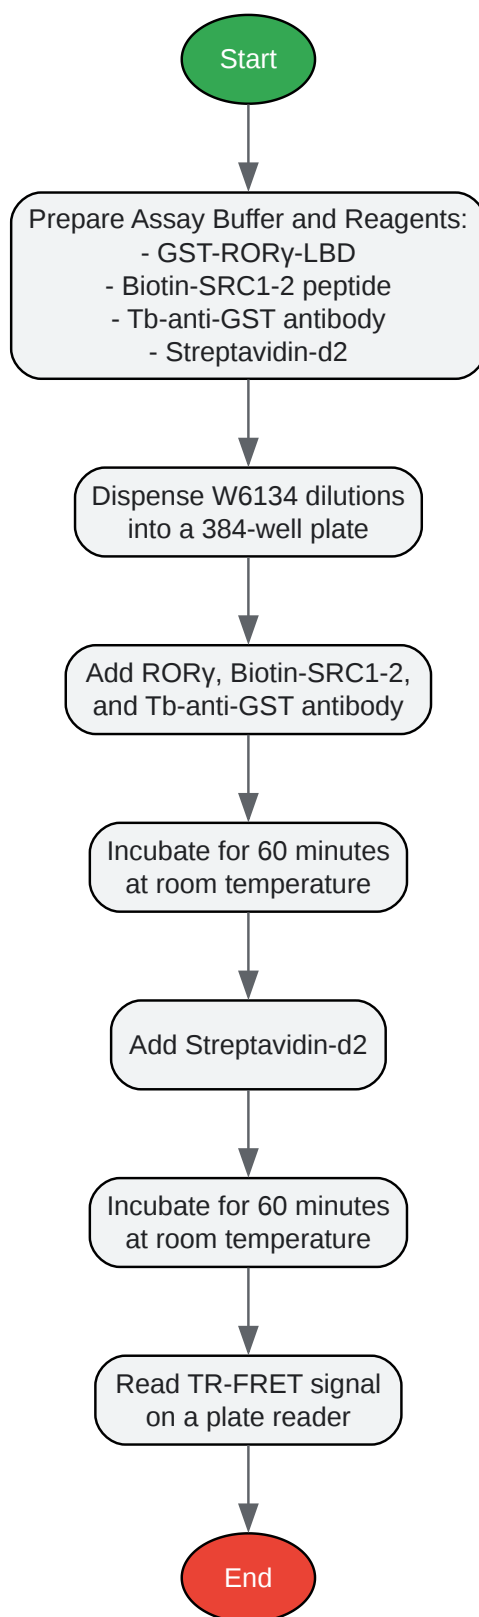 Start
Prepare Assay Buffer and Reagents:
- GST-RORγ-LBD
- Biotin-SRC1-2 peptide
- Tb-anti-GST antibody
- Streptavidin-d2
Dispense W6134 dilutions
into a 384-well plate
Add RORγ, Biotin-SRC1-2,
and Tb-anti-GST antibody
Incubate for 60 minutes
at room temperature
Add Streptavidin-d2
Incubate for 60 minutes
at room temperature
Read TR-FRET signal
on a plate reader
End